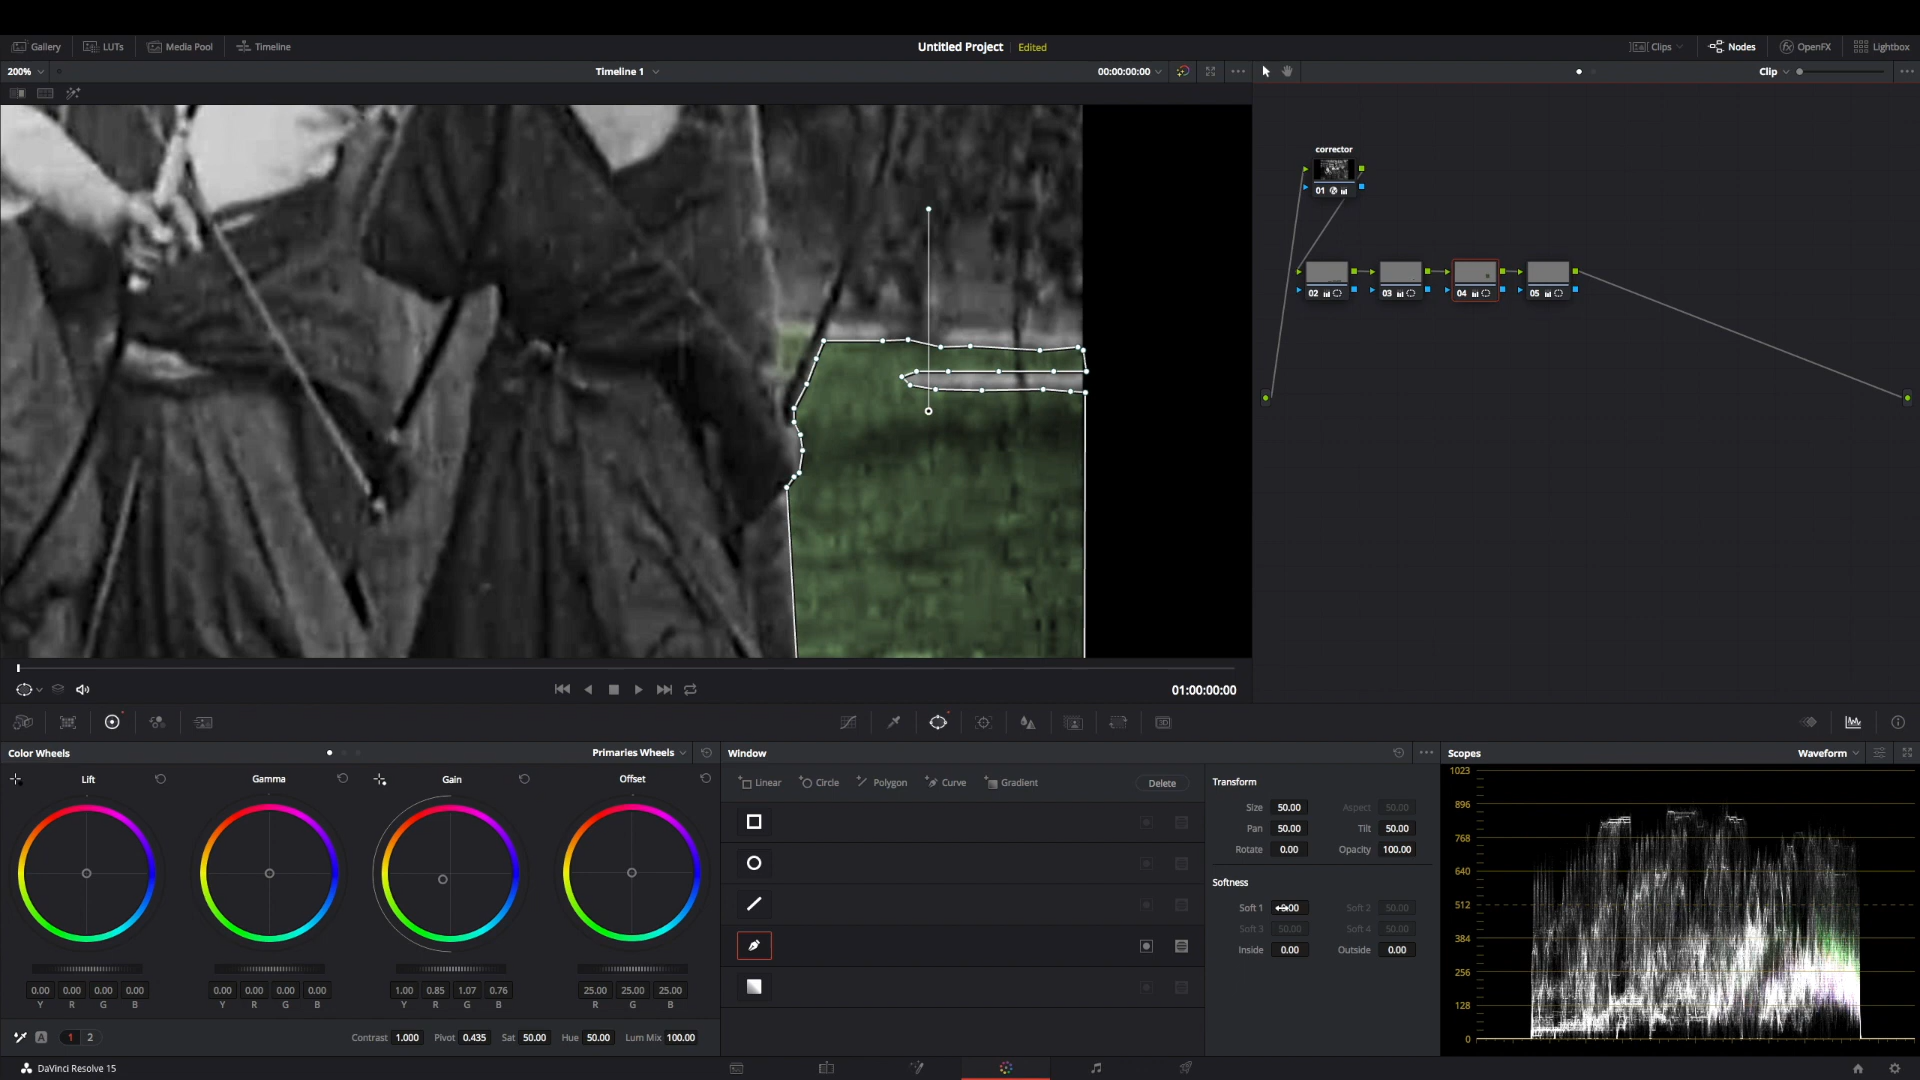 Gallery LUTs Media Pool Timeline Untitled Project Edited Clips Nodes OpenFX Lightbox
200% Timeline 1 00:00:00:00 Clip
corrector
01
02 03 04 05
01:00:00:00
Color Wheels Primaries Wheels Window Scopes Waveform
Lift Gamma Gain Offset
Linear Circle Polygon Curve Gradient Delete
Transform
Size 50.00 Aspect 50.00
Pan 50.00 Tilt 50.00
Rotate 0.00 Opacity 100.00
Softness
Soft 1 Soft 2 50.00
Soft 3 50.00 Soft 4 50.00
Inside 0.00 Outside 0.00
1023
896
768
640
512
384
256
128
0
0.00 0.00 0.00 0.00 0.00 0.00 0.00 0.00 1.00 0.85 1.07 0.76 25.00 25.00 25.00
Y R G B Y R G B Y R G B R G B
A 1 2 Contrast 1.000 Pivot 0.435 Sat 50.00 Hue 50.00 Lum Mix 100.00
DaVinci Resolve 15